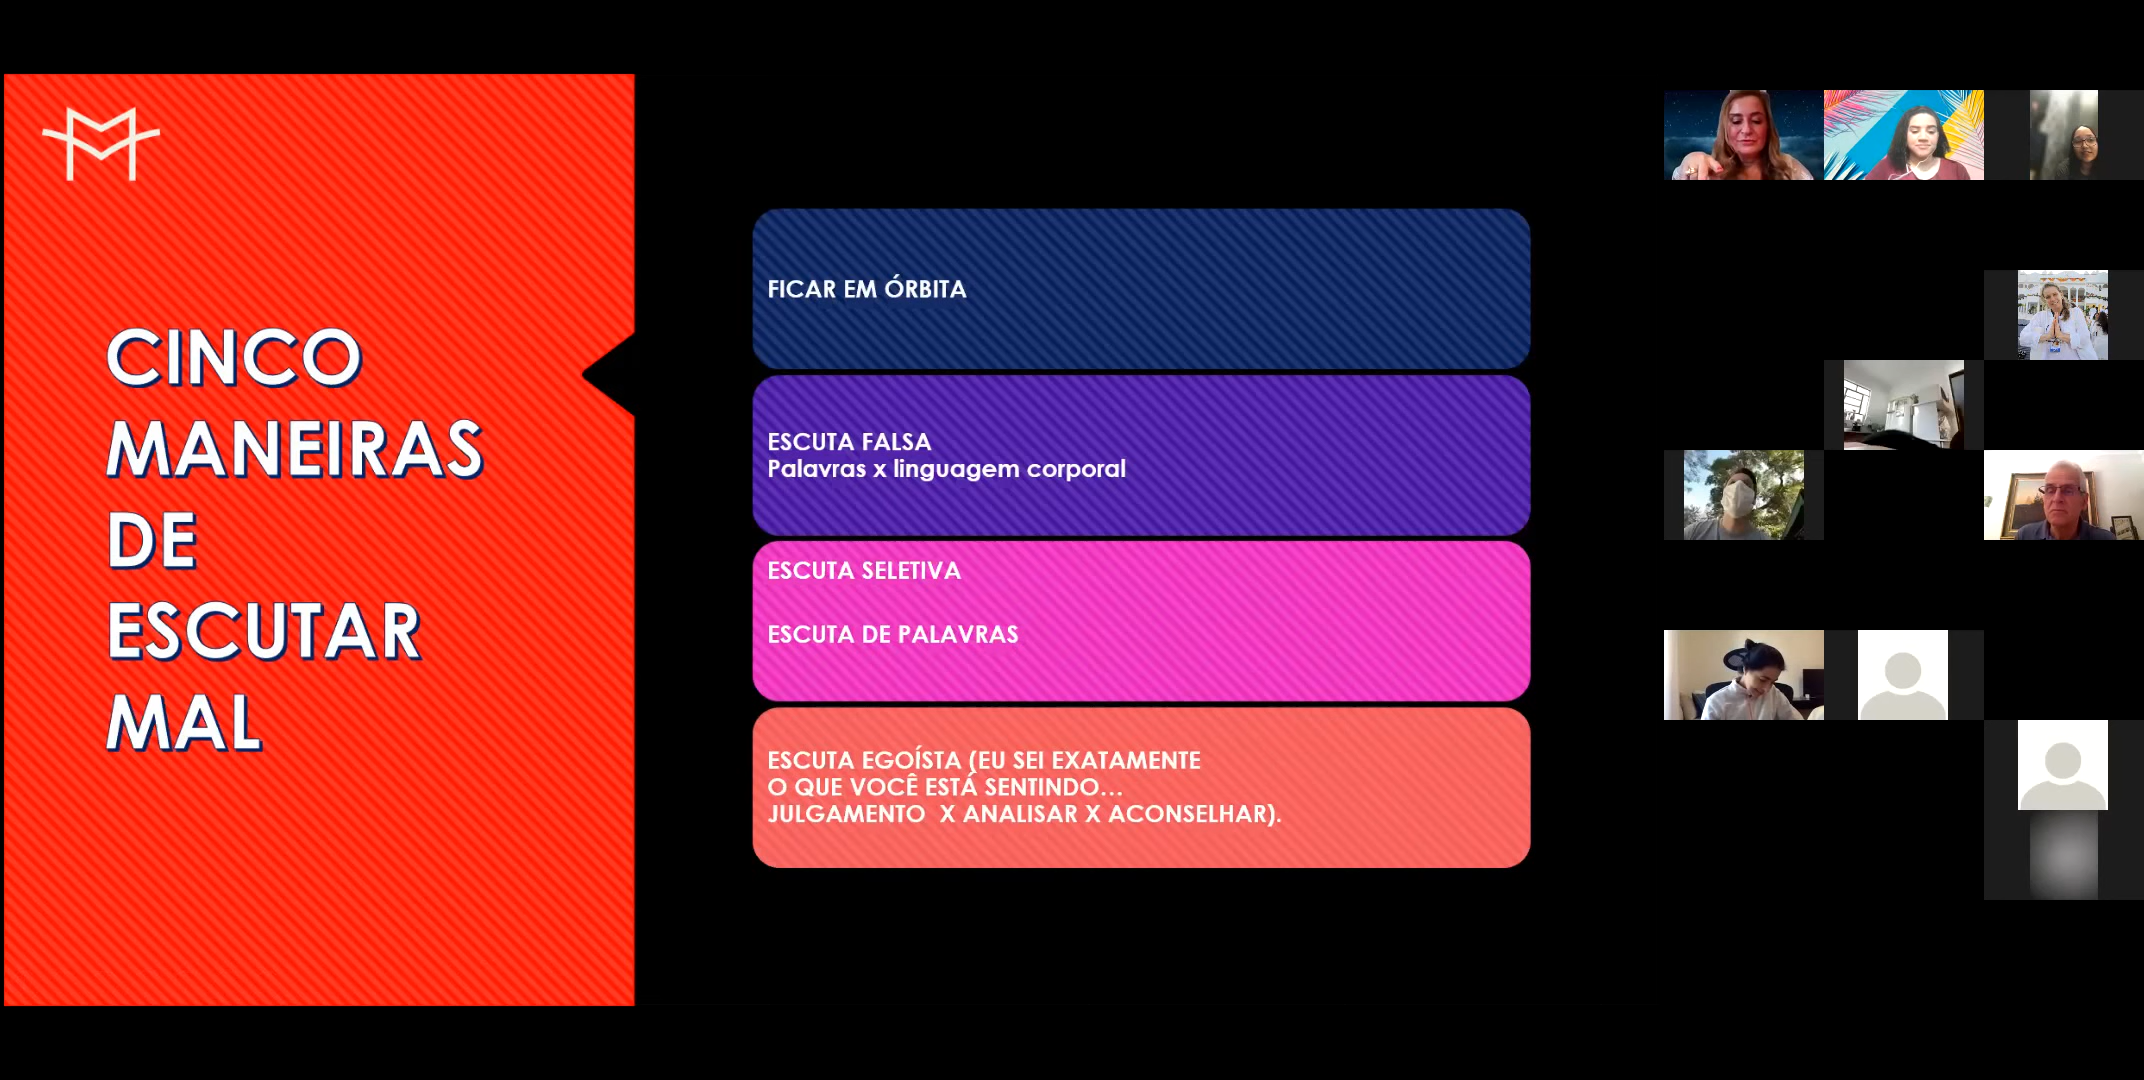 CINCO
MANEIRAS
DE
ESCUTAR
MAL
FICAR EM ÓRBITA
ESCUTA FALSA
Palavras x linguagem corporal
ESCUTA SELETIVA
ESCUTA DE PALAVRAS
ESCUTA EGOÍSTA (EU SEI EXATAMENTE
O QUE VOCÊ ESTÁ SENTINDO...
JULGAMENTO  X ANALISAR X ACONSELHAR).